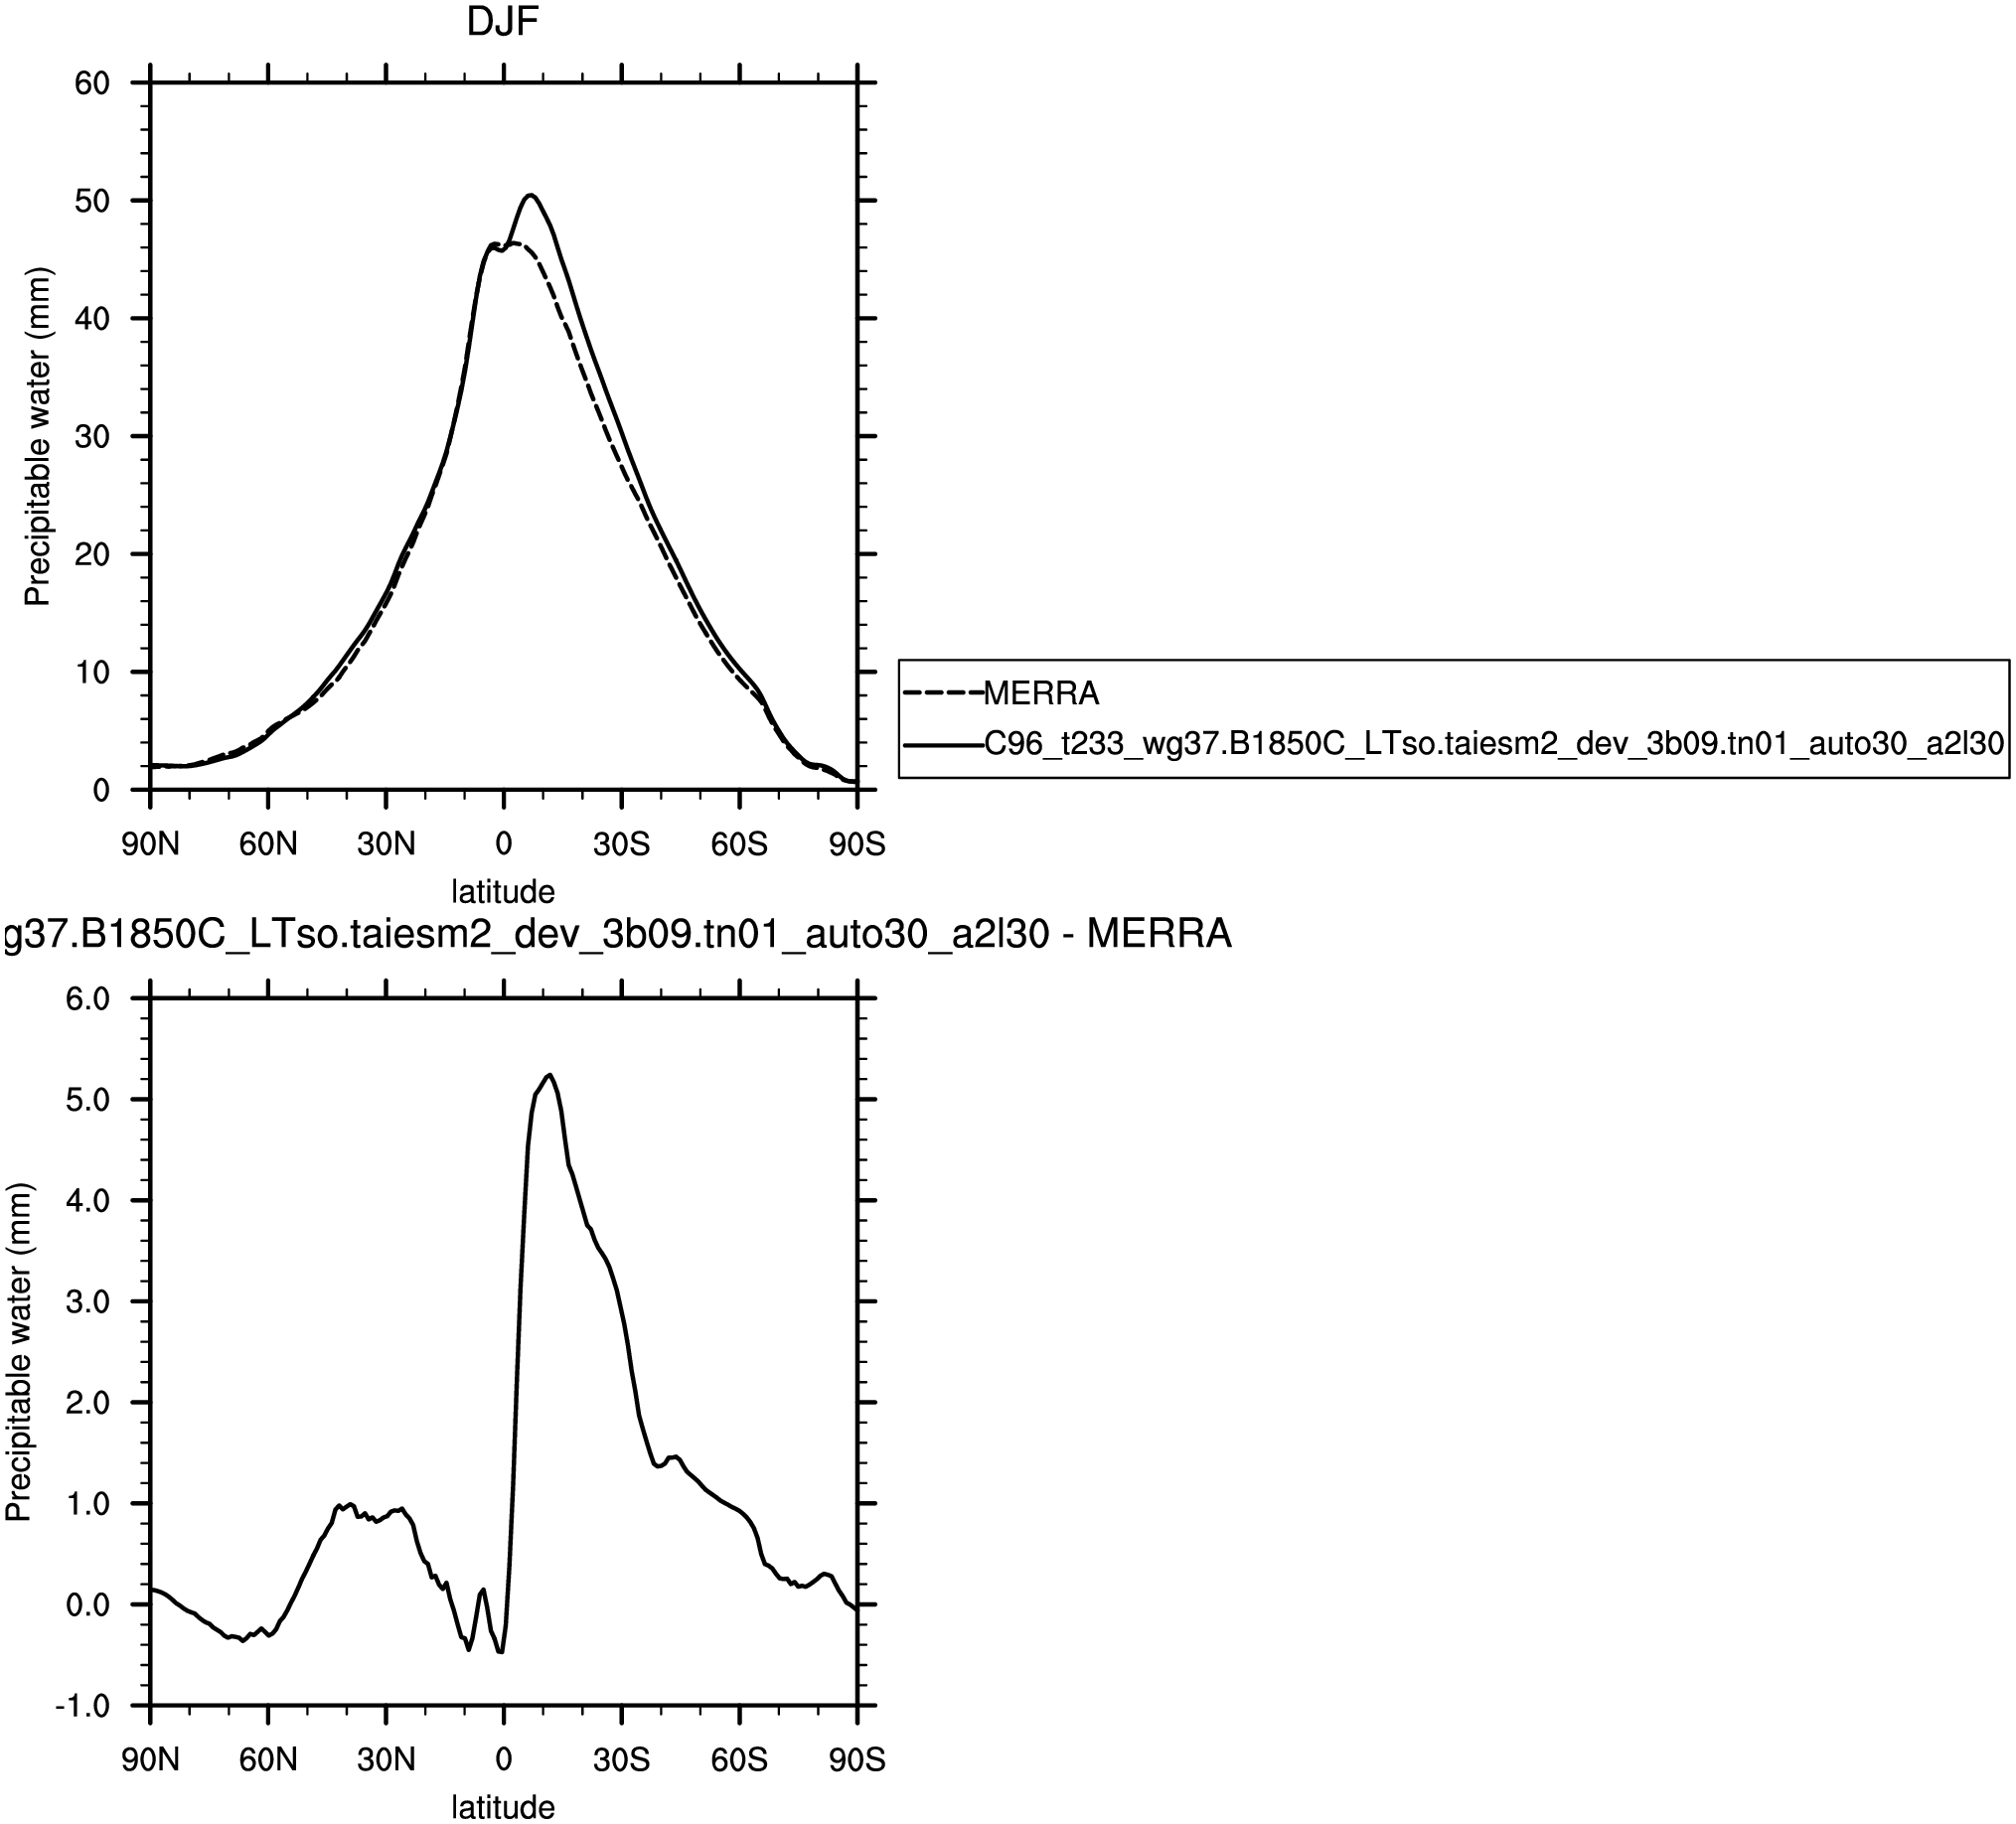 DJF
60
50
40
30
20
10
0
Precipitable water (mm)
90N 60N 30N 0 30S 60S 90S
latitude
MERRA
C96_t233_wg37.B1850C_LTso.taiesm2_dev_3b09.tn01_auto30_a2l30
g37.B1850C_LTso.taiesm2_dev_3b09.tn01_auto30_a2l30 - MERRA
6.0
5.0
4.0
3.0
2.0
1.0
0.0
-1.0
Precipitable water (mm)
90N 60N 30N 0 30S 60S 90S
latitude